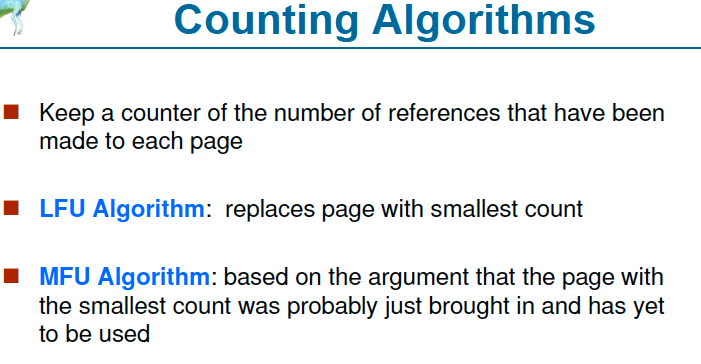 Counting Algorithms
Keep a counter of the number of references that have been
made to each page
LFU Algorithm: replaces page with smallest count
MFU Algorithm: based on the argument that the page with
the smallest count was probably just brought in and has yet
to be used